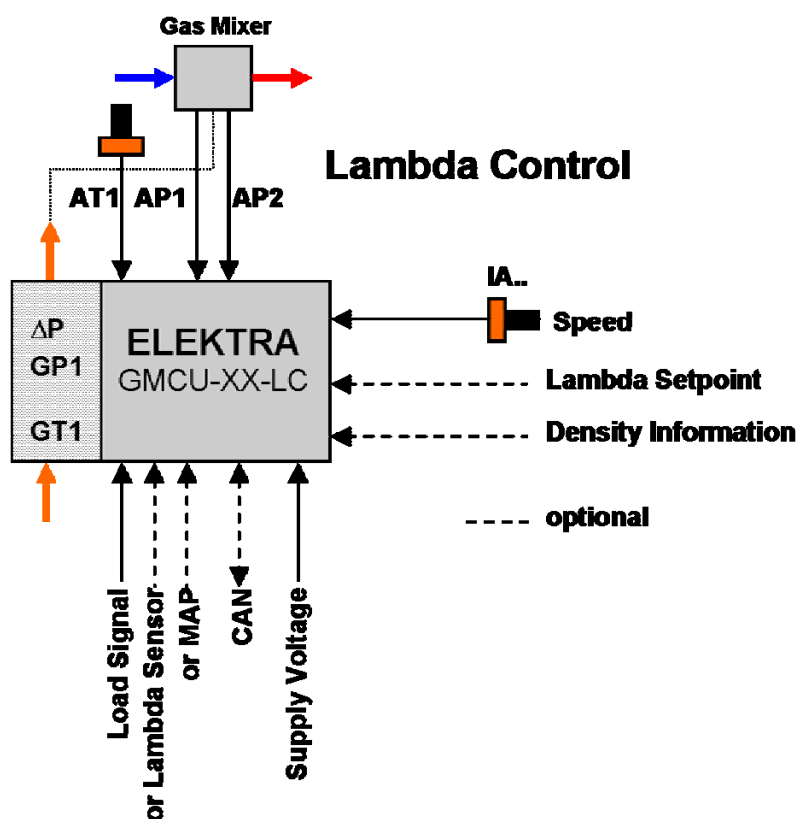 Gas Mixer
Lambda Control
AT1 AP1 AP2
IA..
Speed
ΔP
GP1
GT1
ELEKTRA
GMCU-XX-LC
Lambda Setpoint
Density Information
optional
Load Signal
or Lambda Sensor
or MAP
CAN
Supply Voltage